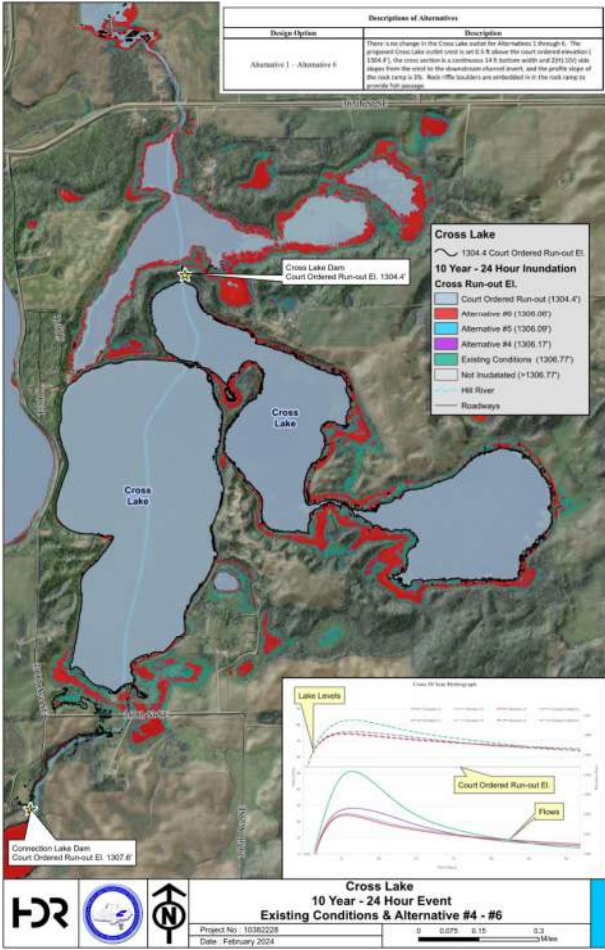 Descriptions of Alternatives
Design Option
Description
Alternative 1 - Alternative 6
There is no change in the Cross Lake outlet for Alternatives 1 through 6. The
proposed Cross Lake outlet crest is set 0.5 ft above the court ordered elevation (
1304.4'), the cross section is a continuous 14 ft bottom width and 2(H):1(V) side
slopes from the crest to the downstream channel invert, and the profile slope of
the rock ramp is 3%. Rock riffle boulders are embedded in the rock ramp to
provide fish passage.
Cross Lake
1304.4 Court Ordered Run-out El.
10 Year - 24 Hour Inundation
Cross Run-out El.
Court Ordered Run-out (1304.4')
Alternative #6 (1306.06')
Alternative #5 (1306.09')
Alternative #4 (1306.17')
Existing Conditions (1306.77')
Not Inundated (>1306.77')
Hill River
Roadways
Cross Lake Dam
Court Ordered Run-out El. 1304.4'
Cross
Lake
Cross
Lake
Connection Lake Dam
Court Ordered Run-out El. 1307.6'
Cross 10 Year Hydrograph
Lake Levels
Court Ordered Run-out El.
Flows
HDR
N
Cross Lake
10 Year - 24 Hour Event
Existing Conditions & Alternative #4 - #6
Project No : 10382228
Date : February 2024
0 0.075 0.15 0.3
Miles